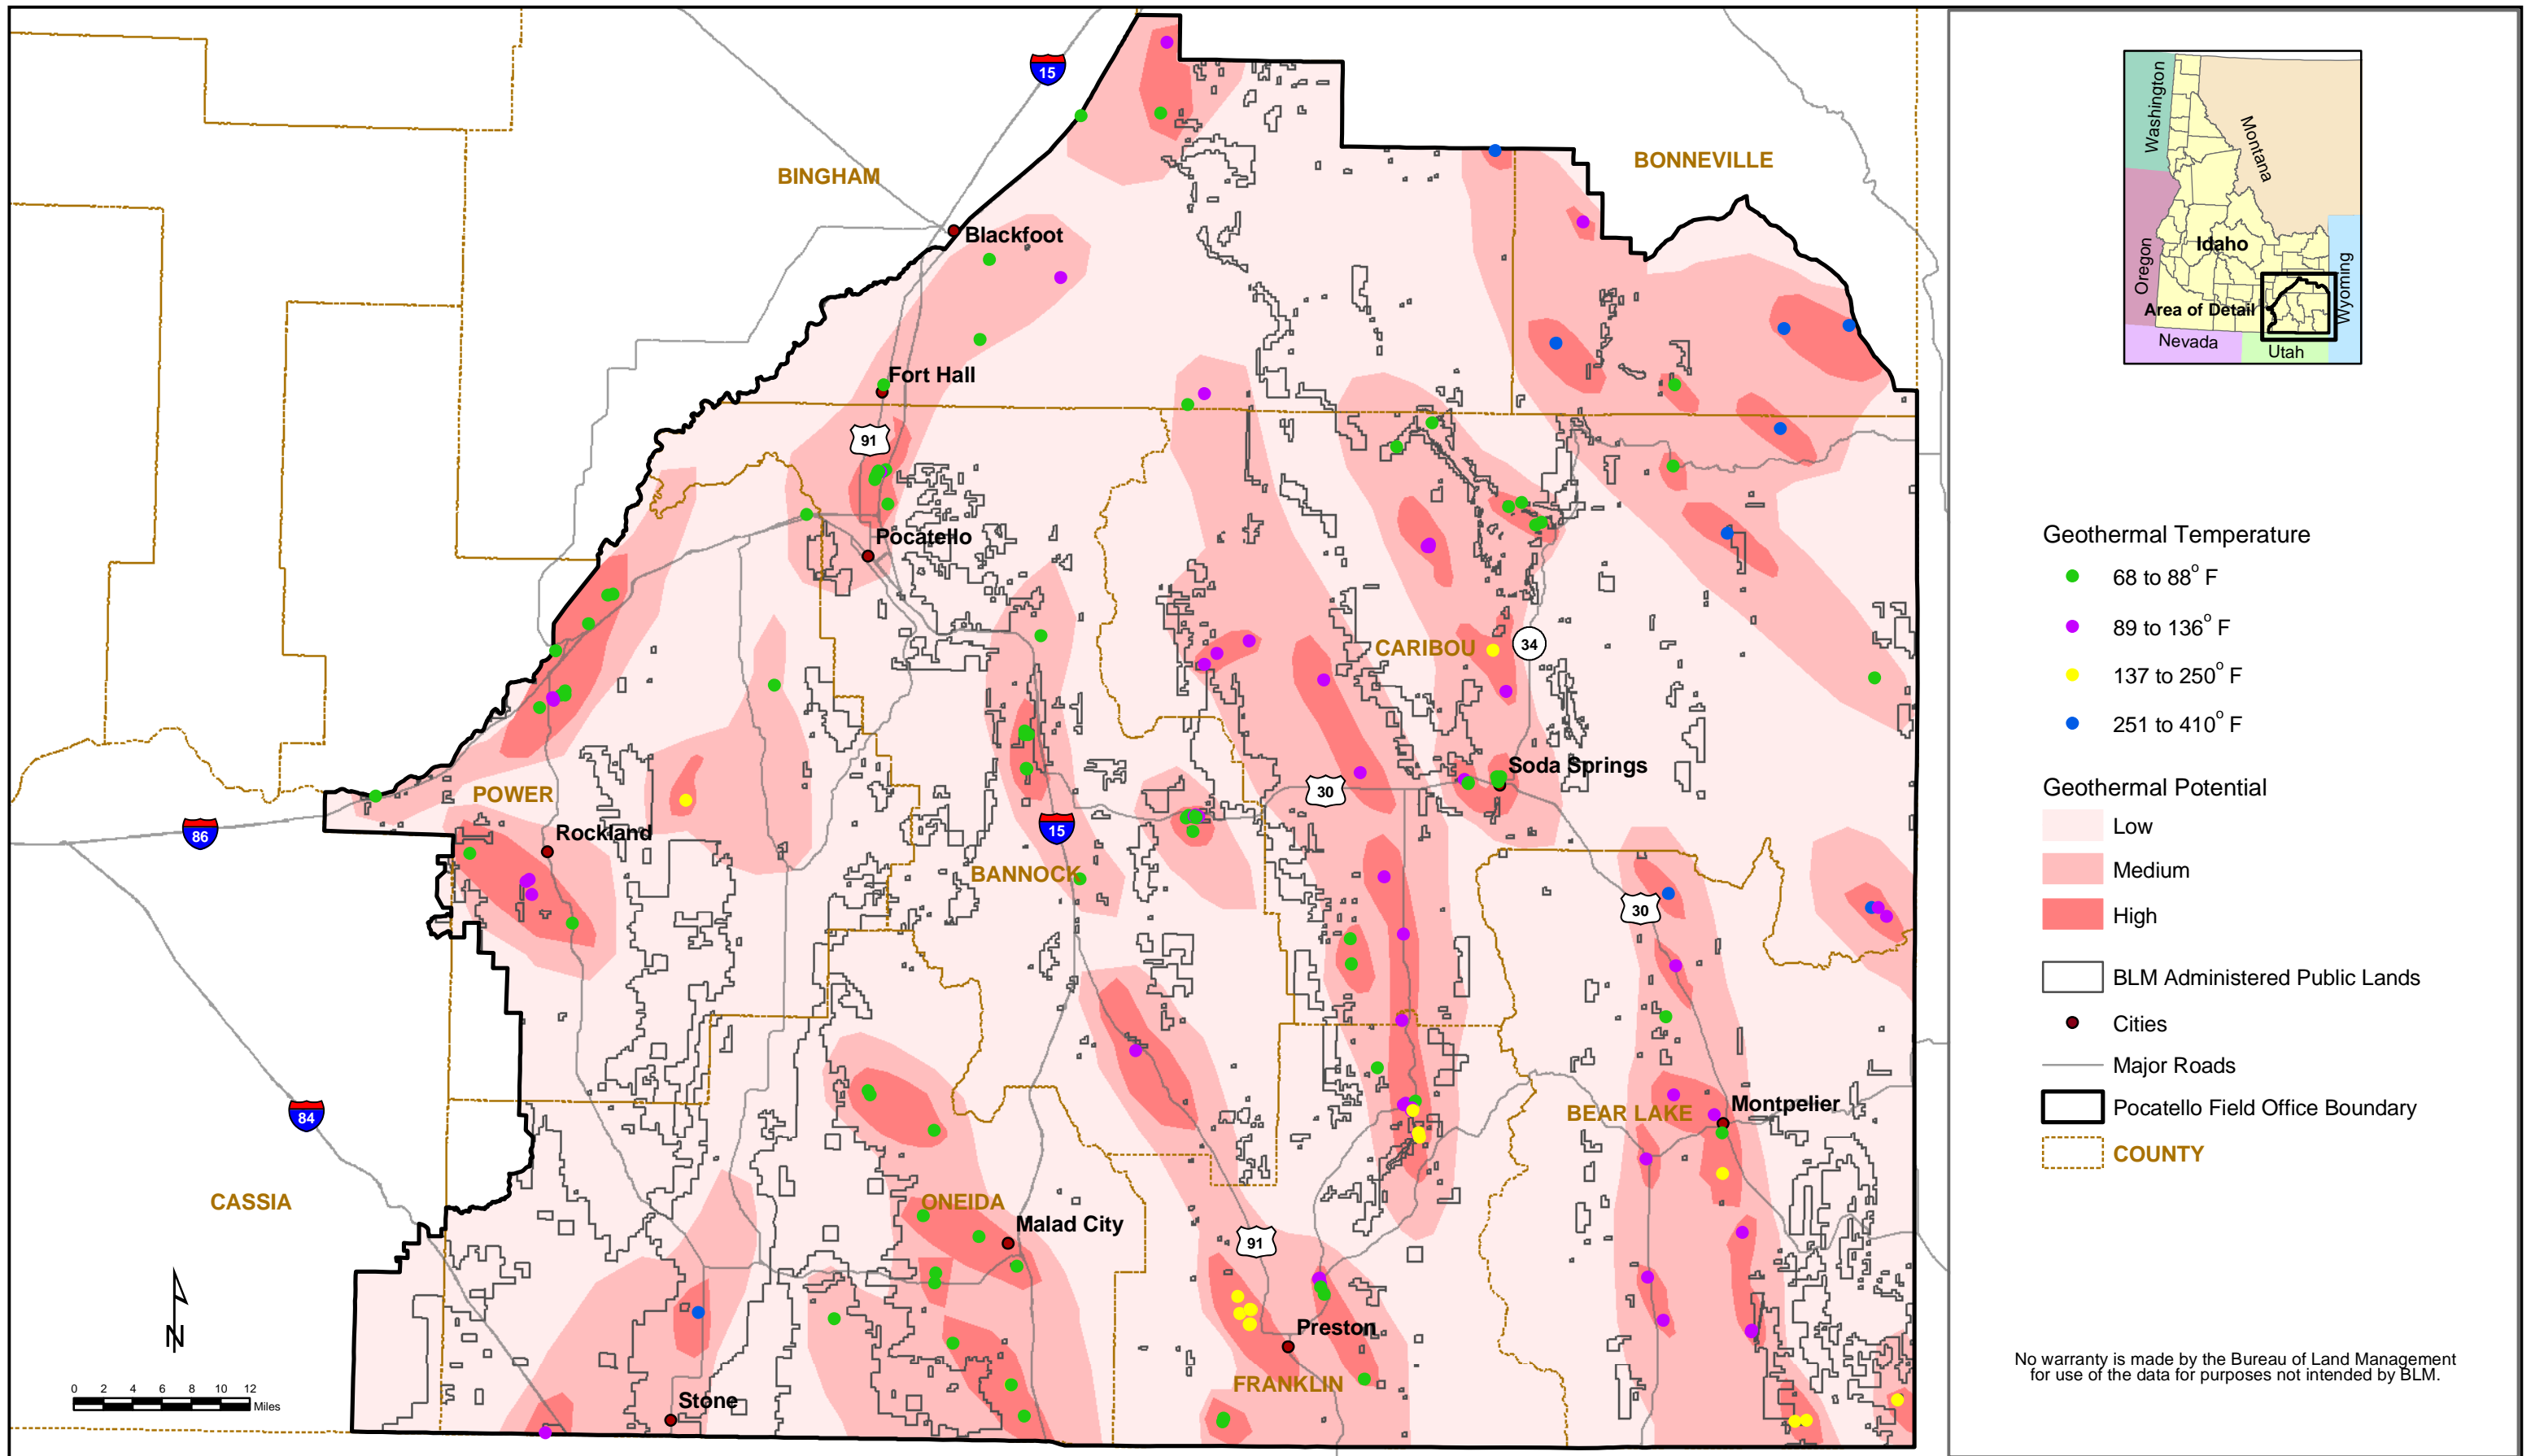 15
BINGHAM
BONNEVILLE
Blackfoot
Fort Hall
91
Pocatello
CARIBOU
34
Soda Springs
POWER
30
86
Rockland
15
BANNOCK
30
BEAR LAKE
Montpelier
84
CASSIA
ONEIDA
Malad City
91
Preston
FRANKLIN
Stone
N
0 2 4 6 8 10 12
Miles
Washington
Montana
Oregon
Idaho
Wyoming
Area of Detail
Nevada
Utah
Geothermal Temperature
68 to 88° F
89 to 136° F
137 to 250° F
251 to 410° F
Geothermal Potential
Low
Medium
High
BLM Administered Public Lands
Cities
Major Roads
Pocatello Field Office Boundary
COUNTY
No warranty is made by the Bureau of Land Management
for use of the data for purposes not intended by BLM.